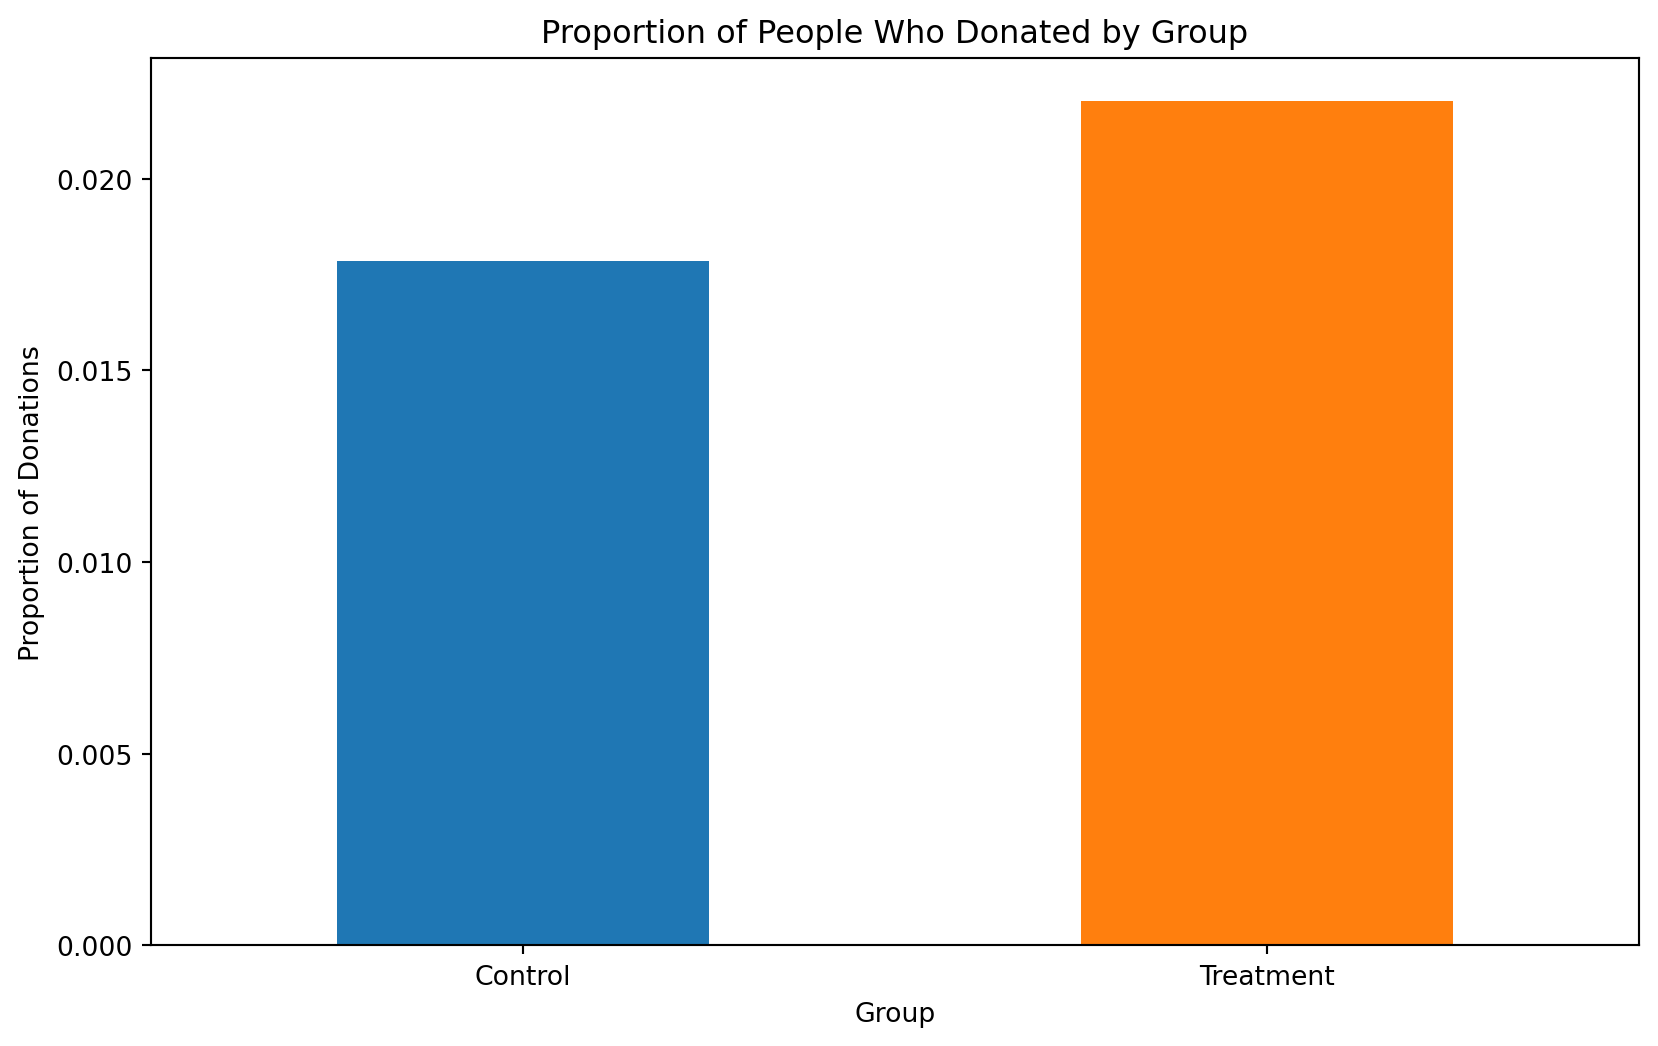 Proportion of People Who Donated by Group
Proportion of Donations
0.020
0.015
0.010
0.005
0.000
Control
Treatment
Group